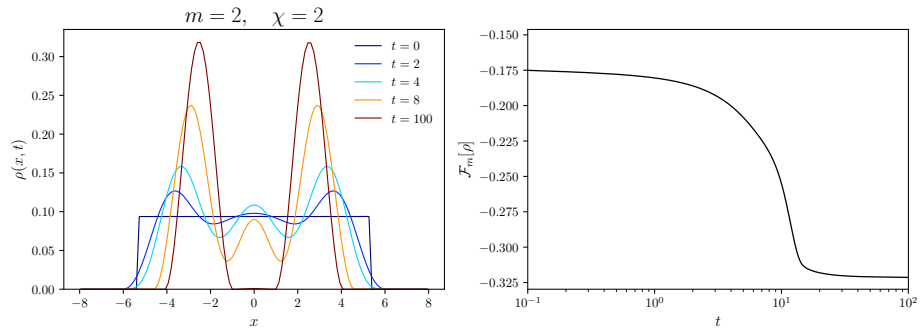 m = 2, χ = 2
ρ(x, t)
0.30
0.25
0.20
0.15
0.10
0.05
0.00
−8 −6 −4 −2 0 2 4 6 8
x
t = 0
t = 2
t = 4
t = 8
t = 100
ℱₘ[ρ]
−0.150
−0.175
−0.200
−0.225
−0.250
−0.275
−0.300
−0.325
10⁻¹ 10⁰ 10¹ 10²
t